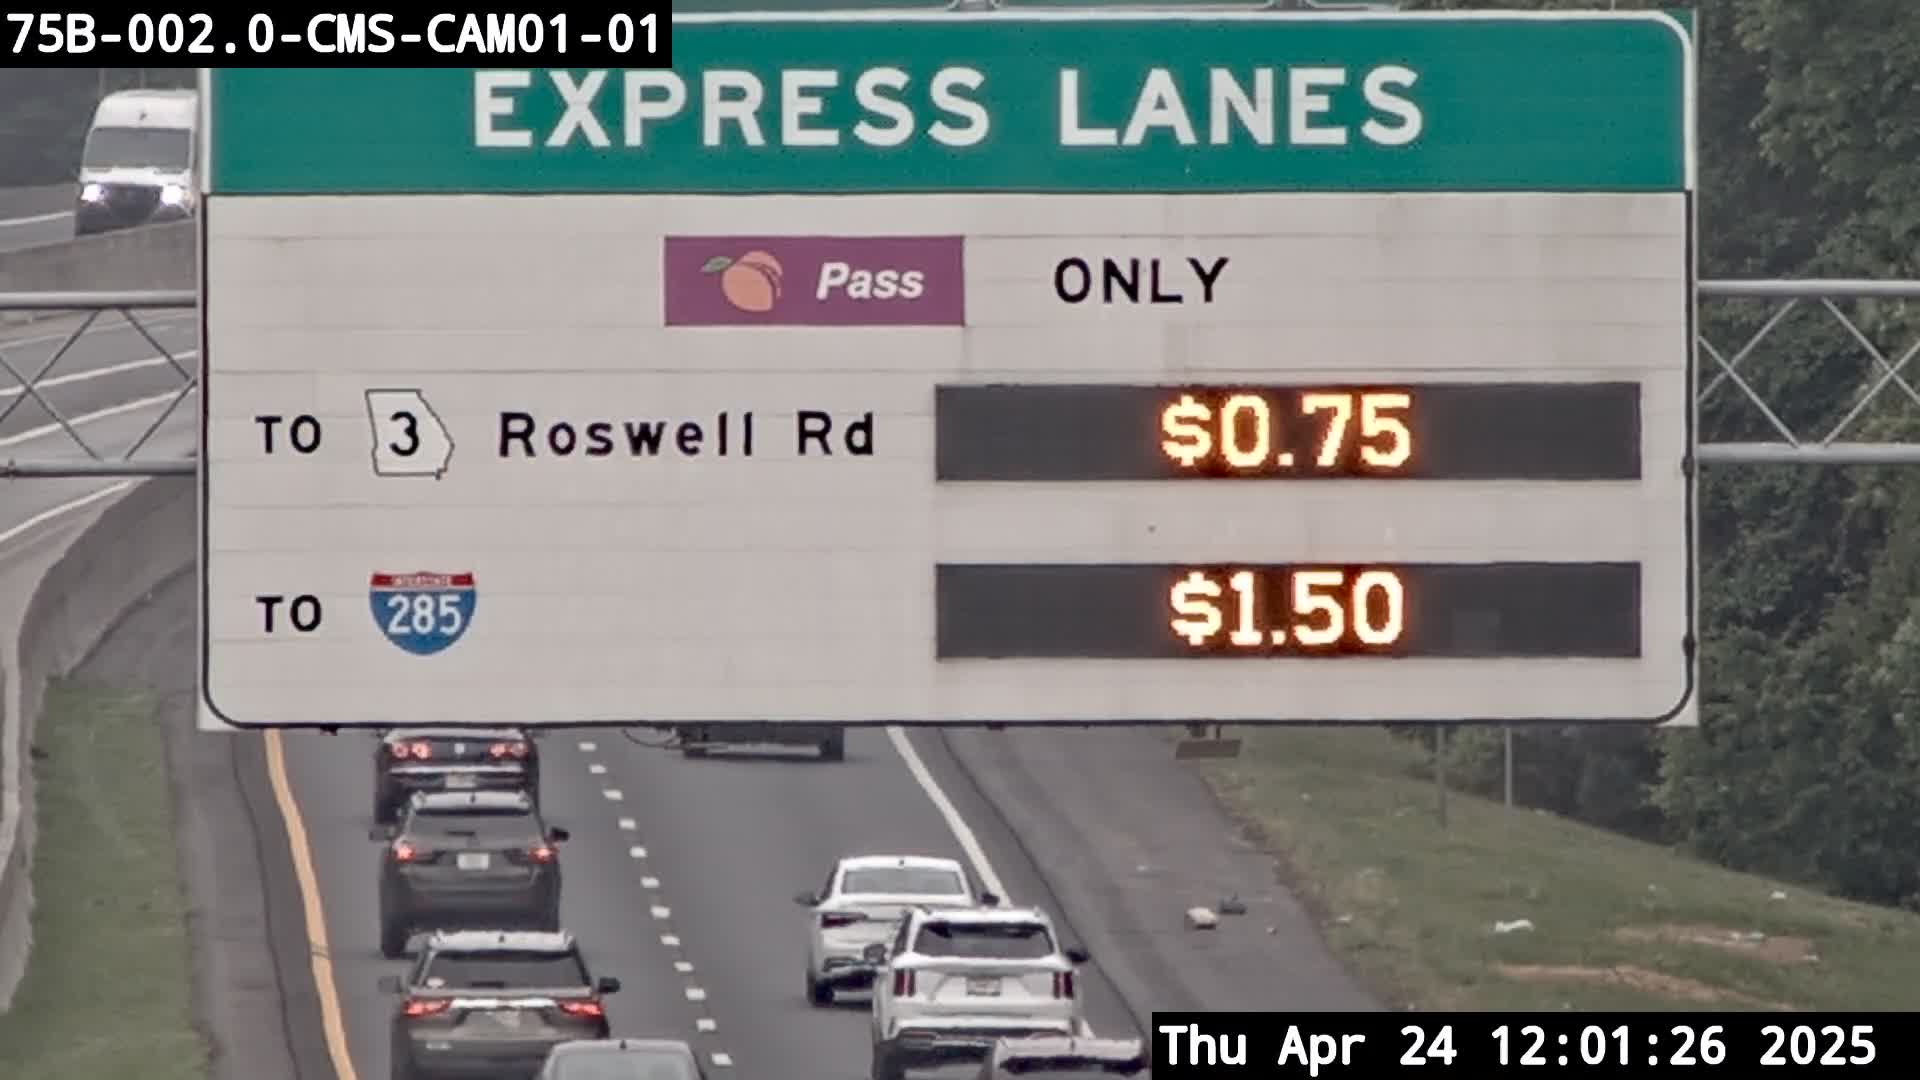 75B-002.0-CMS-CAM01-01
EXPRESS LANES
Pass ONLY
TO 3 Roswell Rd $0.75
INTERSTATE
TO 285 $1.50
Thu Apr 24 12:01:26 2025